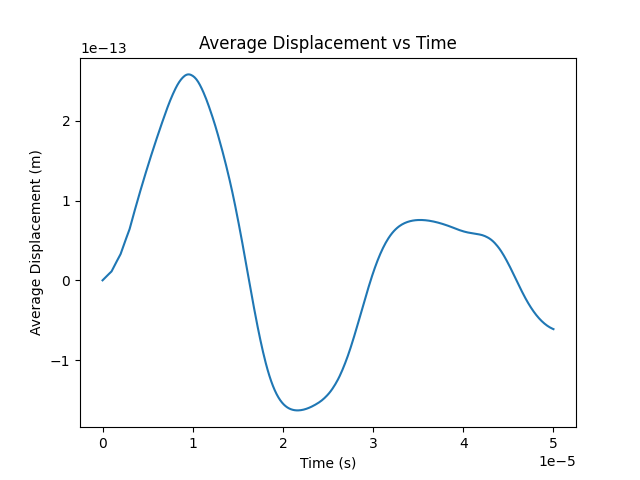 Average Displacement vs Time
1e−13
2
1
0
−1
Average Displacement (m)
0 1 2 3 4 5
1e−5
Time (s)